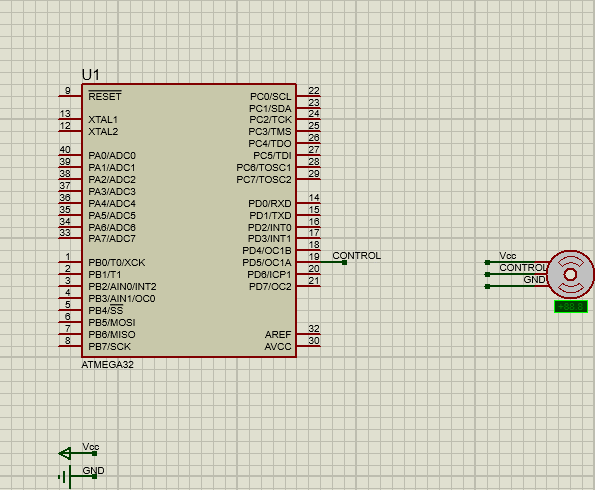 U1
9 RESET PC0/SCL 22
PC1/SDA 23
13 XTAL1 PC2/TCK 24
12 XTAL2 PC3/TMS 25
PC4/TDO 26
40 PA0/ADC0 PC5/TDI 27
39 PA1/ADC1 PC6/TOSC1 28
38 PA2/ADC2 PC7/TOSC2 29
37 PA3/ADC3
36 PA4/ADC4 PD0/RXD 14
35 PA5/ADC5 PD1/TXD 15
34 PA6/ADC6 PD2/INT0 16
33 PA7/ADC7 PD3/INT1 17
PD4/OC1B 18
1 PB0/T0/XCK PD5/OC1A 19 CONTROL
2 PB1/T1 PD6/ICP1 20
3 PB2/AIN0/INT2 PD7/OC2 21
4 PB3/AIN1/OC0
5 PB4/SS
6 PB5/MOSI
7 PB6/MISO AREF 32
8 PB7/SCK AVCC 30
ATMEGA32
Vcc
CONTROL
GND
Vcc
GND